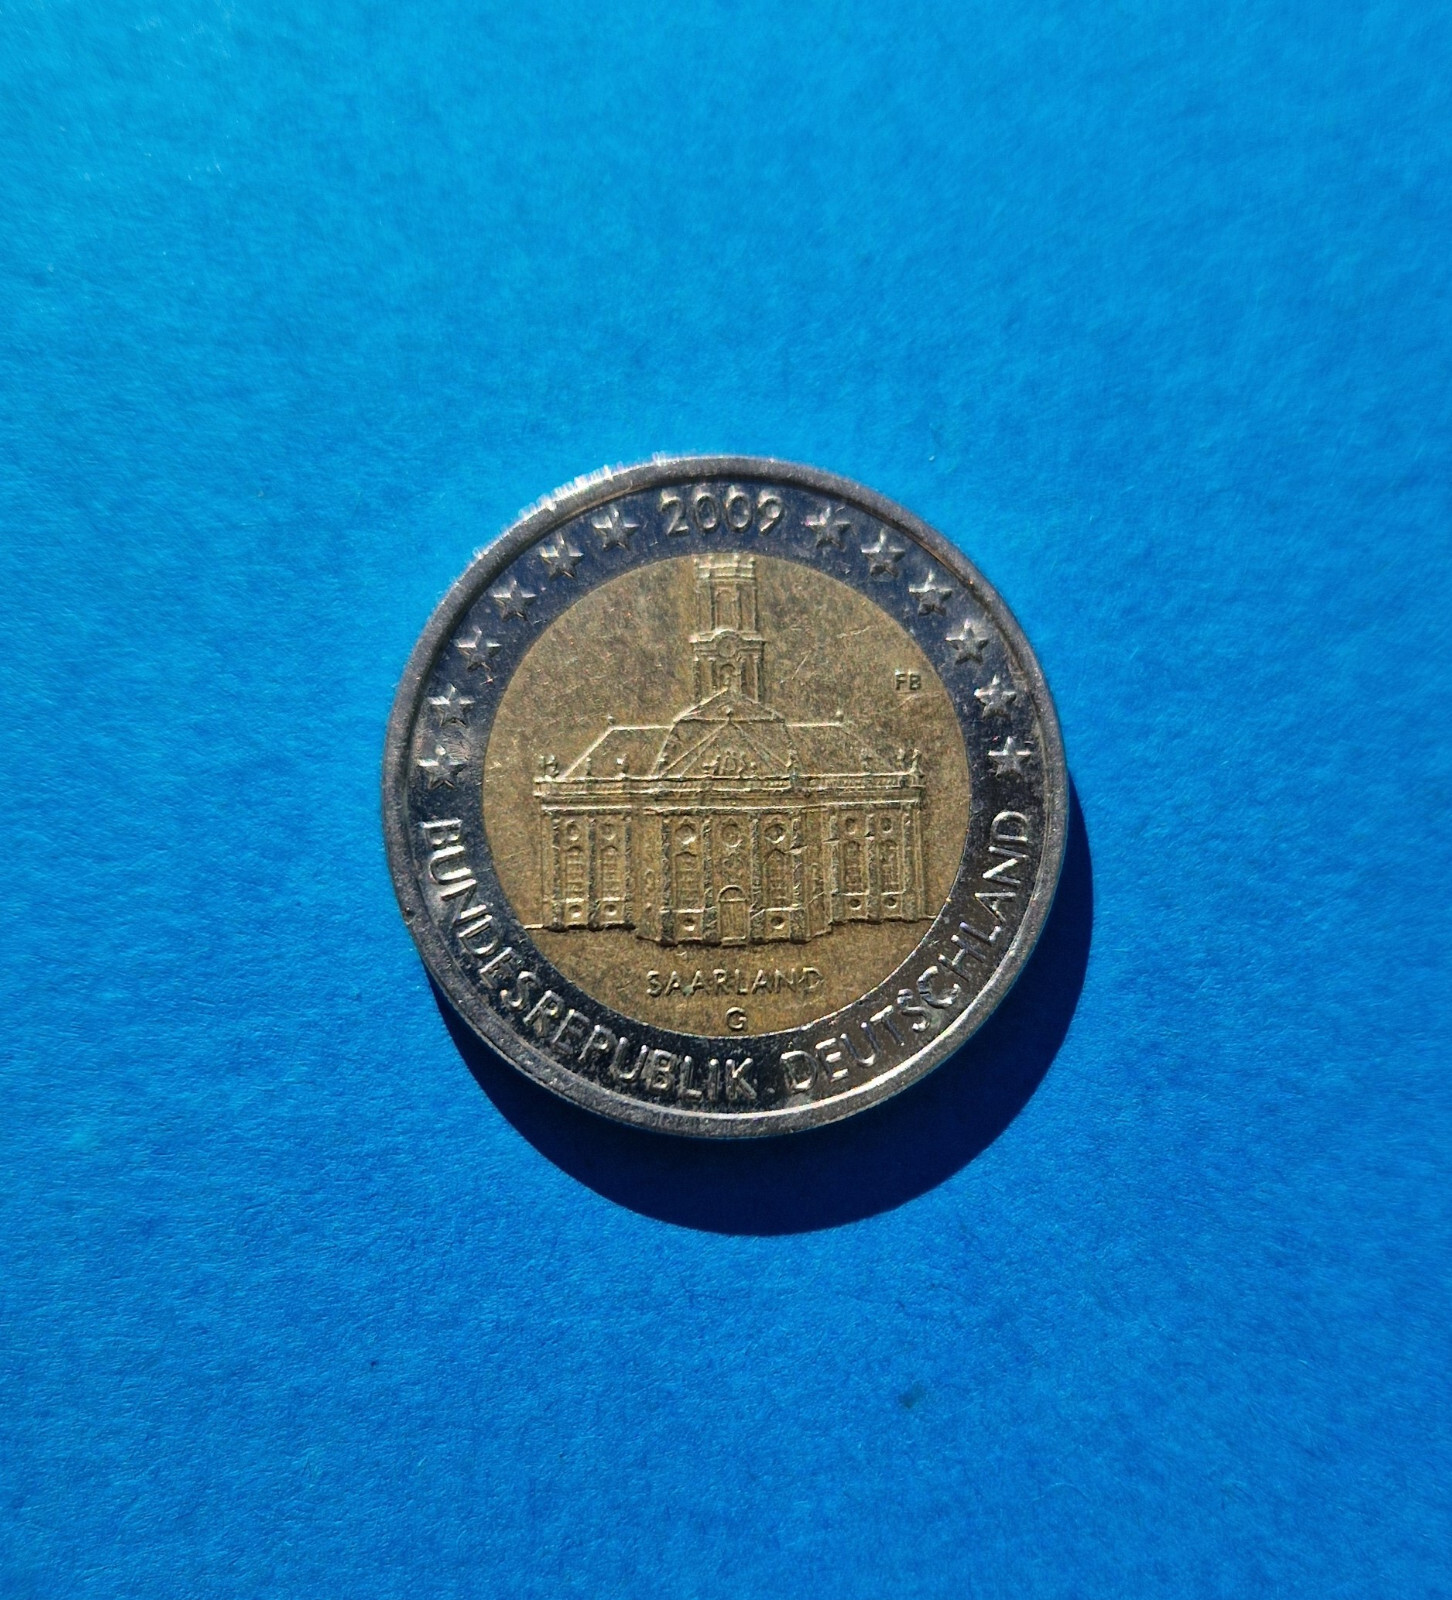 2009
FB
SAARLAND
G
BUNDESREPUBLIK DEUTSCHLAND